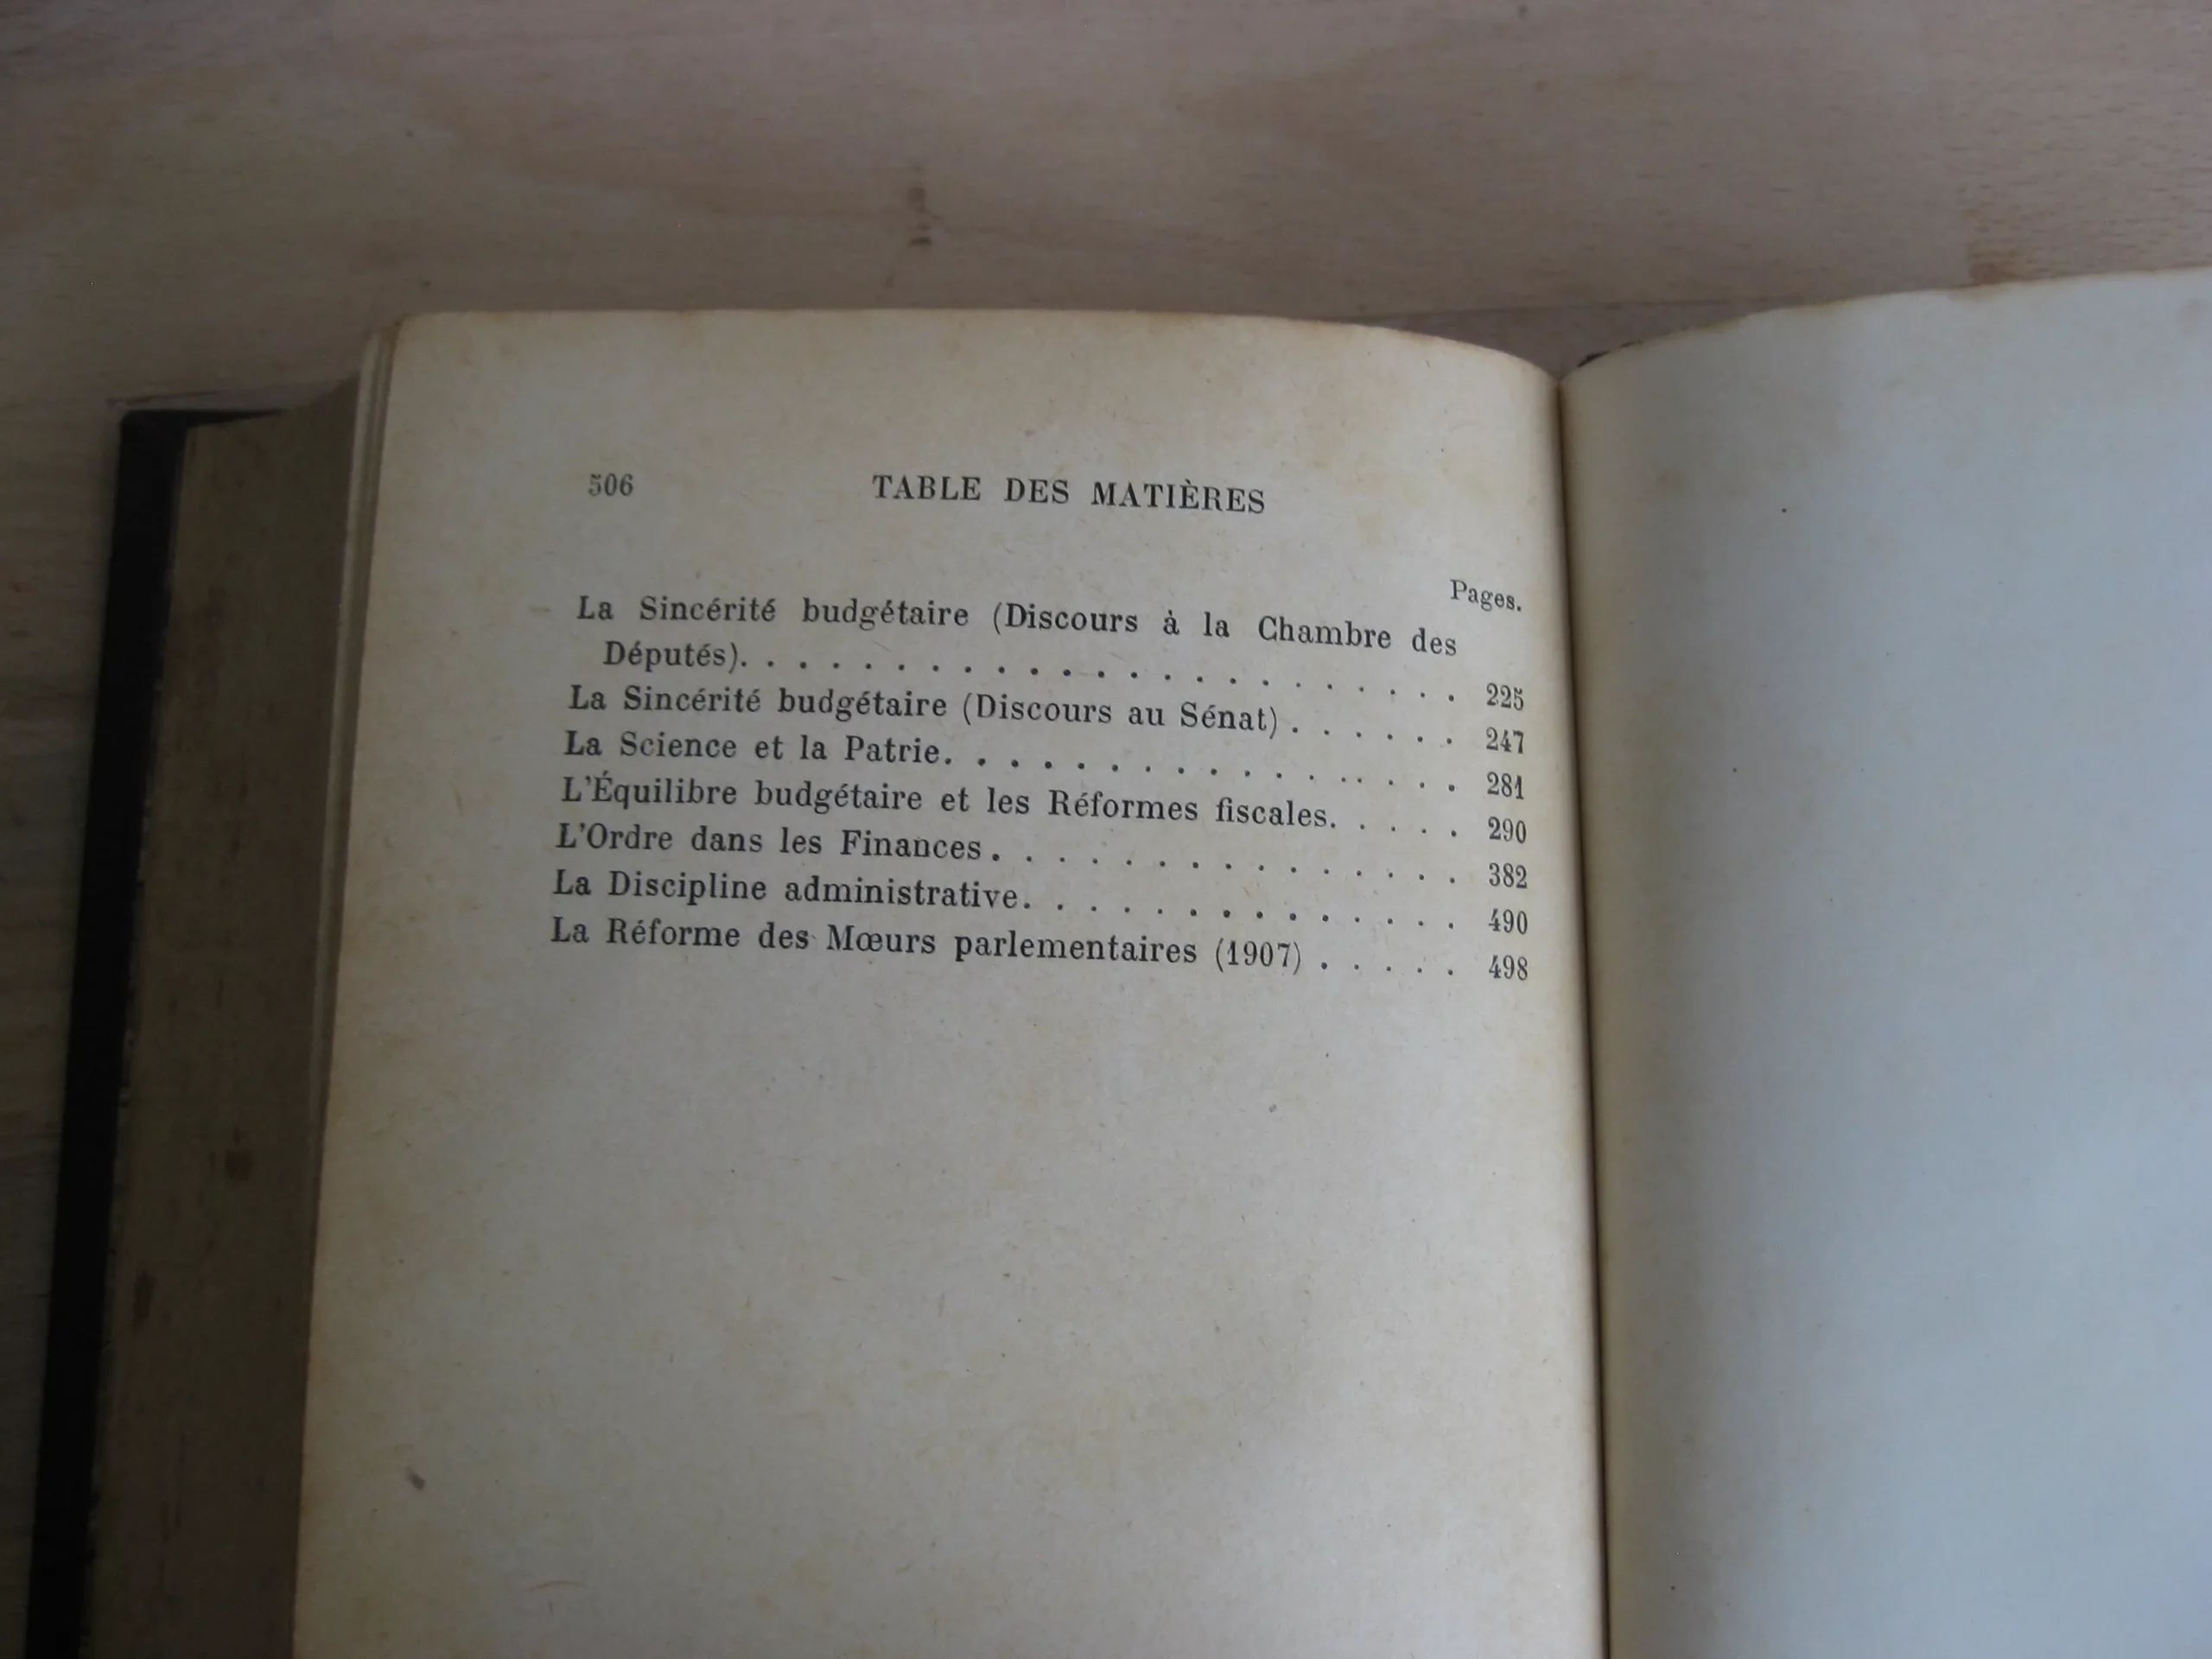 506 TABLE DES MATIÈRES
Pages.
La Sincérité budgétaire (Discours à la Chambre des
Députés). . . . . . . . . . . . . . . . . . . . . . . 225
La Sincérité budgétaire (Discours au Sénat) . . . . . . 247
La Science et la Patrie. . . . . . . . . . . . . . . . . 281
L'Équilibre budgétaire et les Réformes fiscales. . . . . 290
L'Ordre dans les Finances . . . . . . . . . . . . . . . 382
La Discipline administrative. . . . . . . . . . . . . . 490
La Réforme des Mœurs parlementaires (1907) . . . . . 498